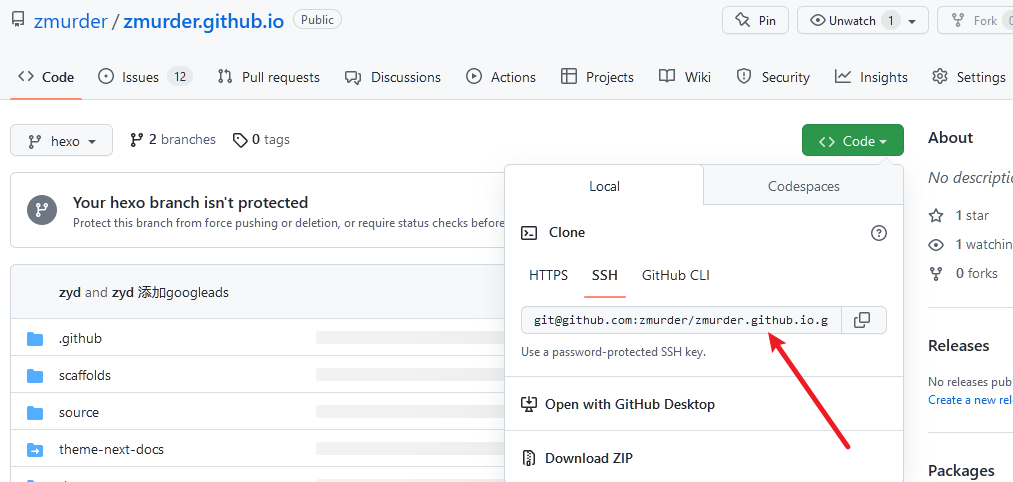 zmurder / zmurder.github.io Public Pin Unwatch 1 Fork 0
Code Issues 12 Pull requests Discussions Actions Projects Wiki Security Insights Settings
hexo 2 branches 0 tags Code
About
Your hexo branch isn't protected
Protect this branch from force pushing or deletion, or require status checks before
Local Codespaces
No descriptio
Clone
1 star
1 watchin
HTTPS SSH GitHub CLI
0 forks
zyd and zyd 添加googleads
git@github.com:zmurder/zmurder.github.io.g
.github
Use a password-protected SSH key.
Releases
scaffolds
No releases pub
Create a new rel
source
Open with GitHub Desktop
theme-next-docs
Download ZIP
Packages